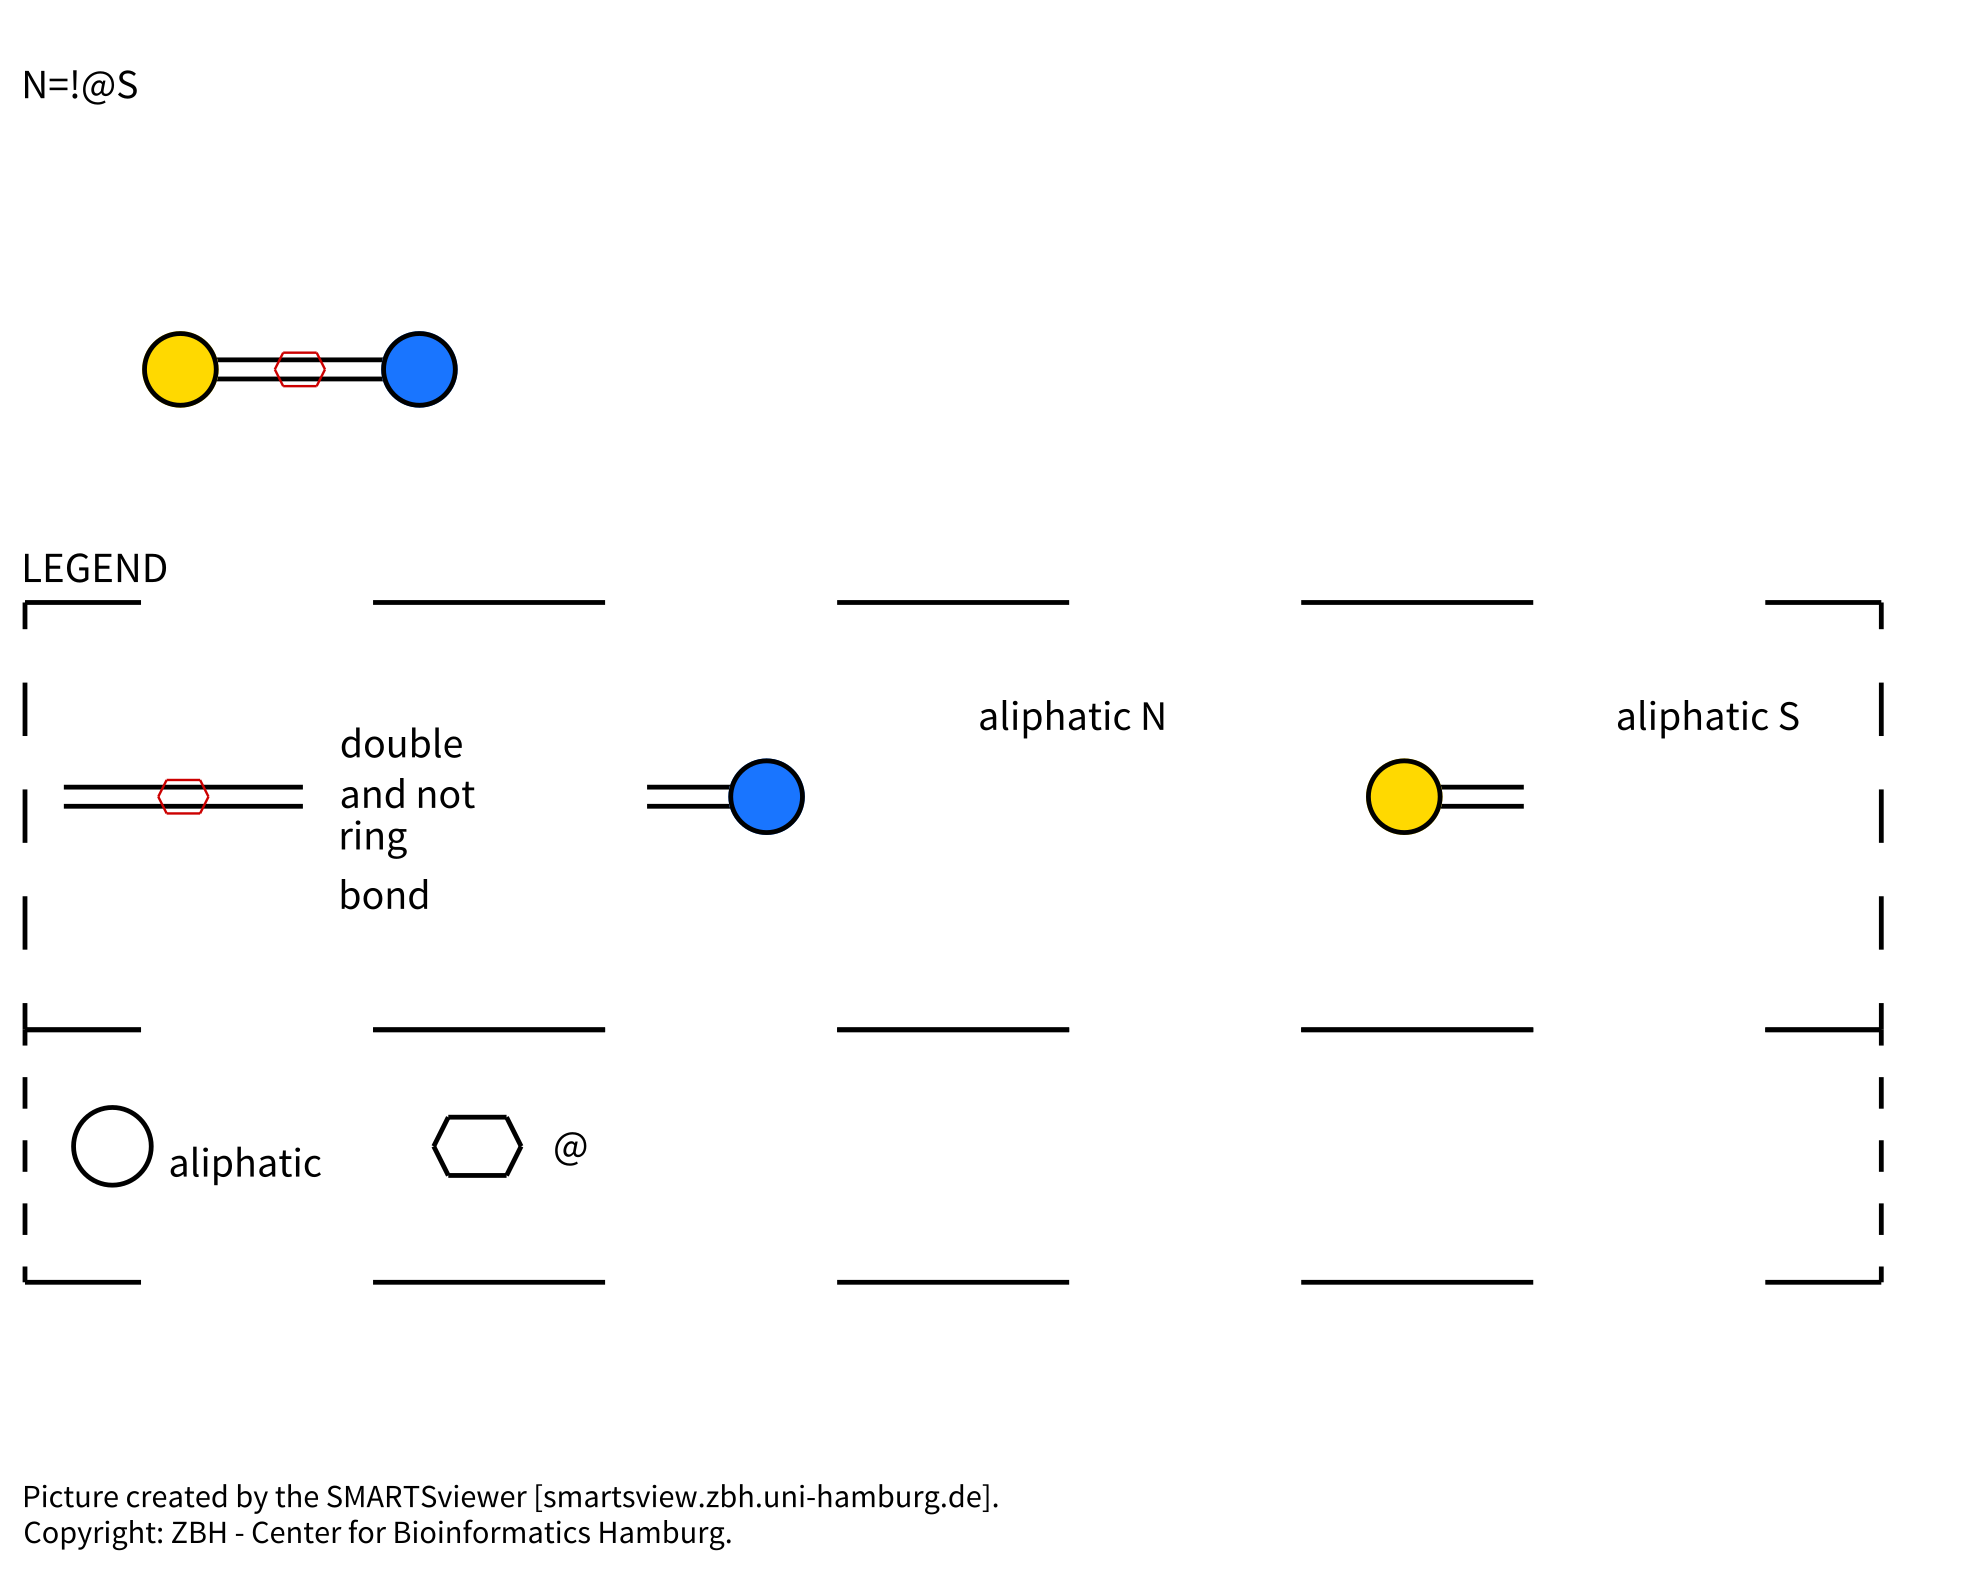 N=!@S
LEGEND
double
and not
ring
bond
aliphatic N
aliphatic S
aliphatic
@
Picture created by the SMARTSviewer [smartsview.zbh.uni-hamburg.de].
Copyright: ZBH - Center for Bioinformatics Hamburg.